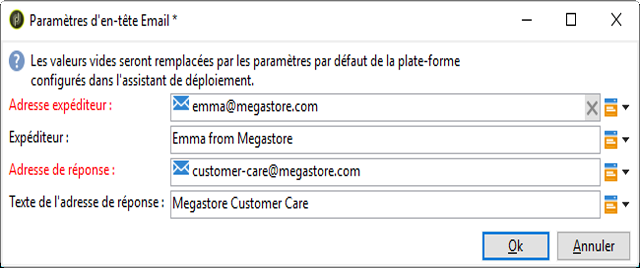 Paramètres d'en-tête Email *
Les valeurs vides seront remplacées par les paramètres par défaut de la plate-forme
configurés dans l'assistant de déploiement.
Adresse expéditeur : emma@megastore.com
Expéditeur : Emma from Megastore
Adresse de réponse : customer-care@megastore.com
Texte de l'adresse de réponse : Megastore Customer Care
Ok Annuler